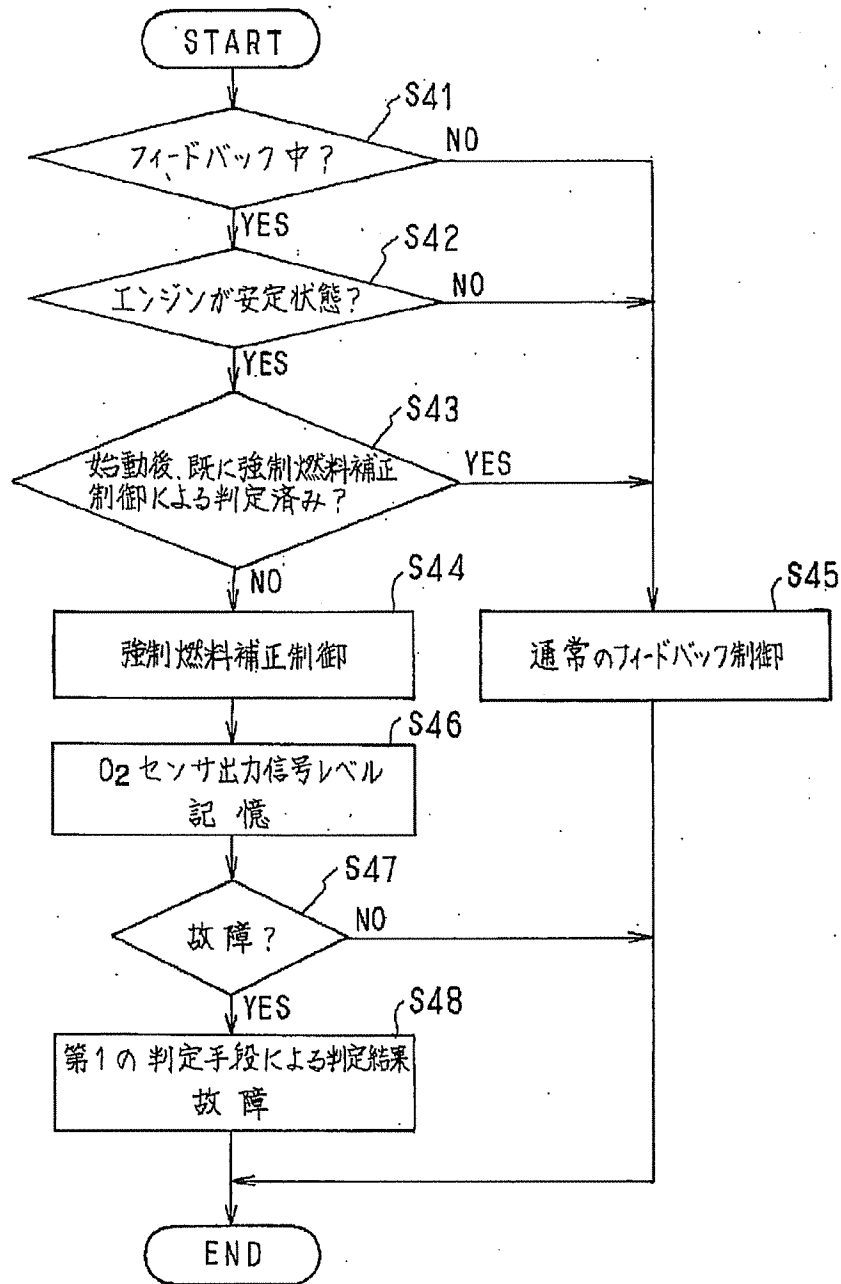 START
S41
フィードバック中?
NO
YES
S42
エンジンが安定状態?
NO
YES
S43
始動後、既に強制燃料補正
制御による判定済み?
YES
NO
S44
強制燃料補正制御
S45
通常のフィードバック制御
S46
O2センサ出力信号レベル
記憶
S47
故障?
NO
YES
S48
第1の判定手段による判定結果
故障
END